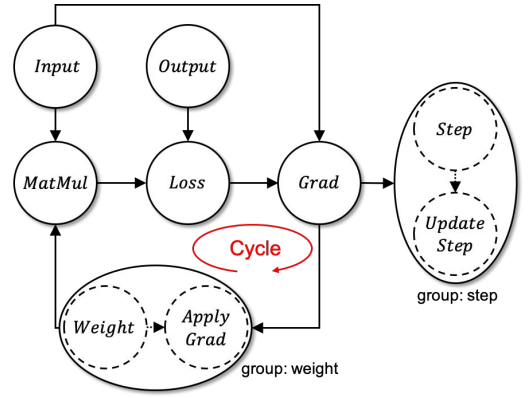 Input
Output
MatMul
Loss
Grad
Step
Update
Step
group: step
Cycle
Weight
Apply
Grad
group: weight